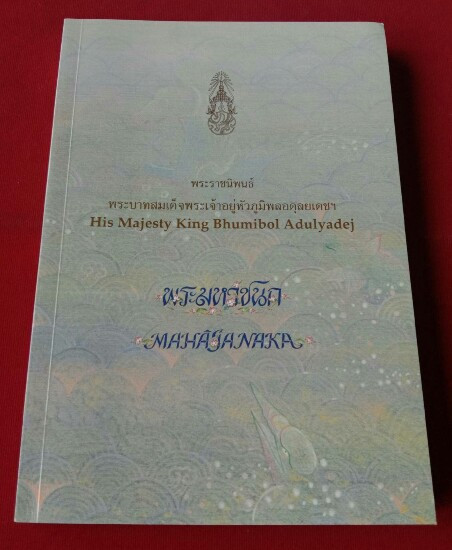 พระราชนิพนธ์
พระบาทสมเด็จพระเจ้าอยู่หัวภูมิพลอดุลยเดชฯ
His Majesty King Bhumibol Adulyadej
พระมหาชนก
MAHĀJANAKA